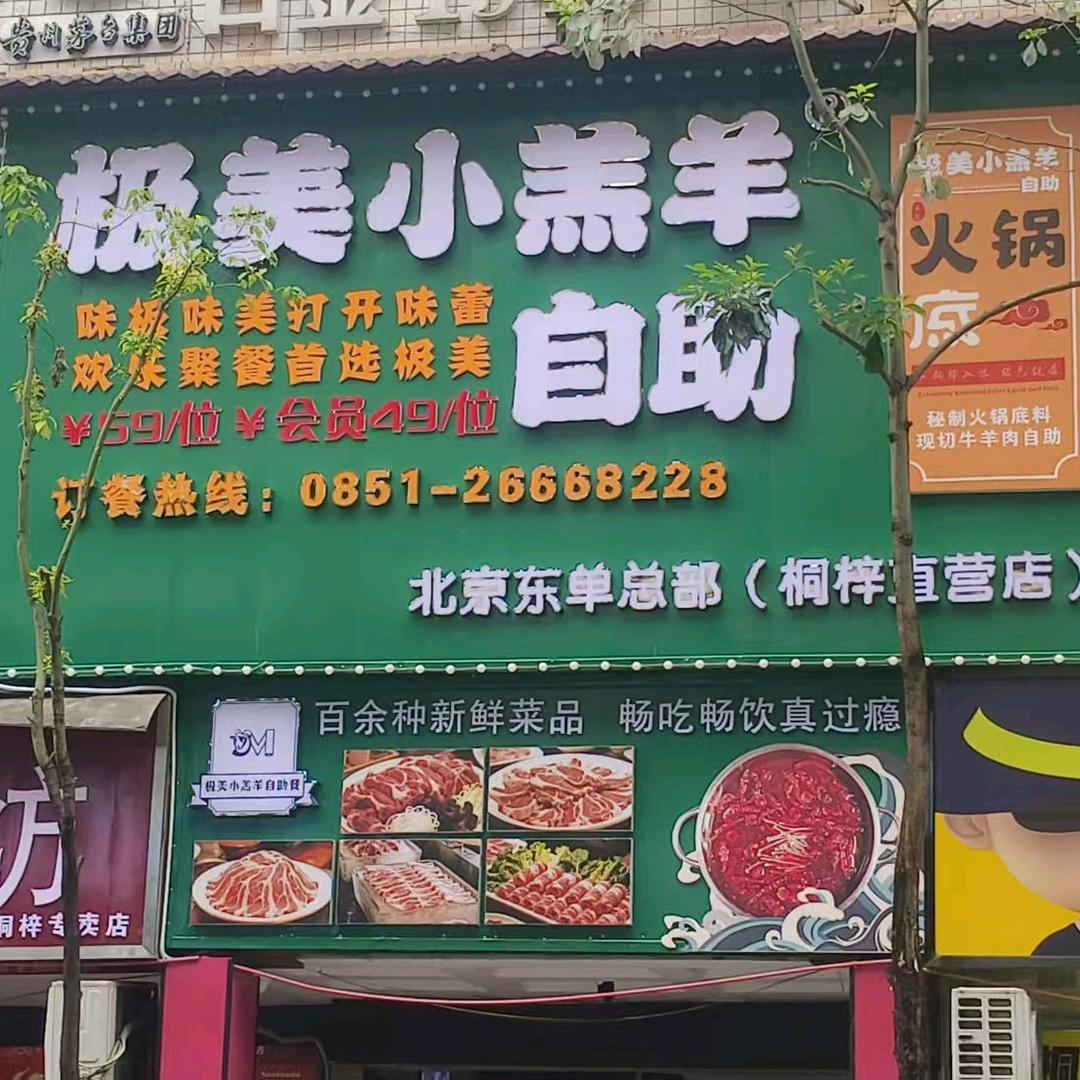 贵州茅台集团
极美小羔羊
自助
味极味美打开味蕾
欢乐聚餐首选极美
¥59/位 ¥会员49/位
订餐热线：0851-26668228
北京东单总部（桐梓直营店）
极美小羔羊
自助
火锅
底
秘制火锅底料
现切牛羊肉自助
百余种新鲜菜品 畅吃畅饮真过瘾
极美小羔羊自助餐
桐梓专卖店